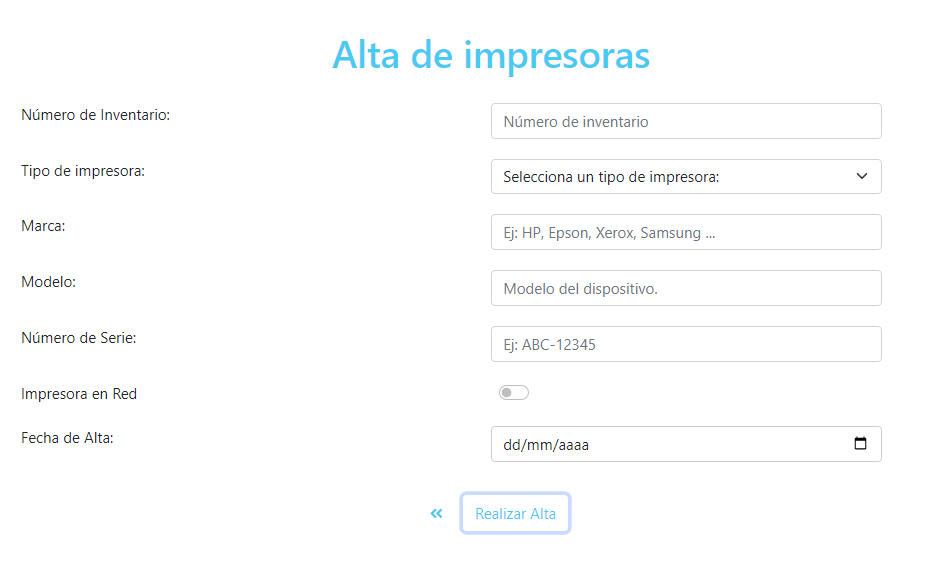 Alta de impresoras
Número de Inventario:
Número de inventario
Tipo de impresora:
Selecciona un tipo de impresora:
Marca:
Ej: HP, Epson, Xerox, Samsung ...
Modelo:
Modelo del dispositivo.
Número de Serie:
Ej: ABC-12345
Impresora en Red
Fecha de Alta:
dd/mm/aaaa
« Realizar Alta